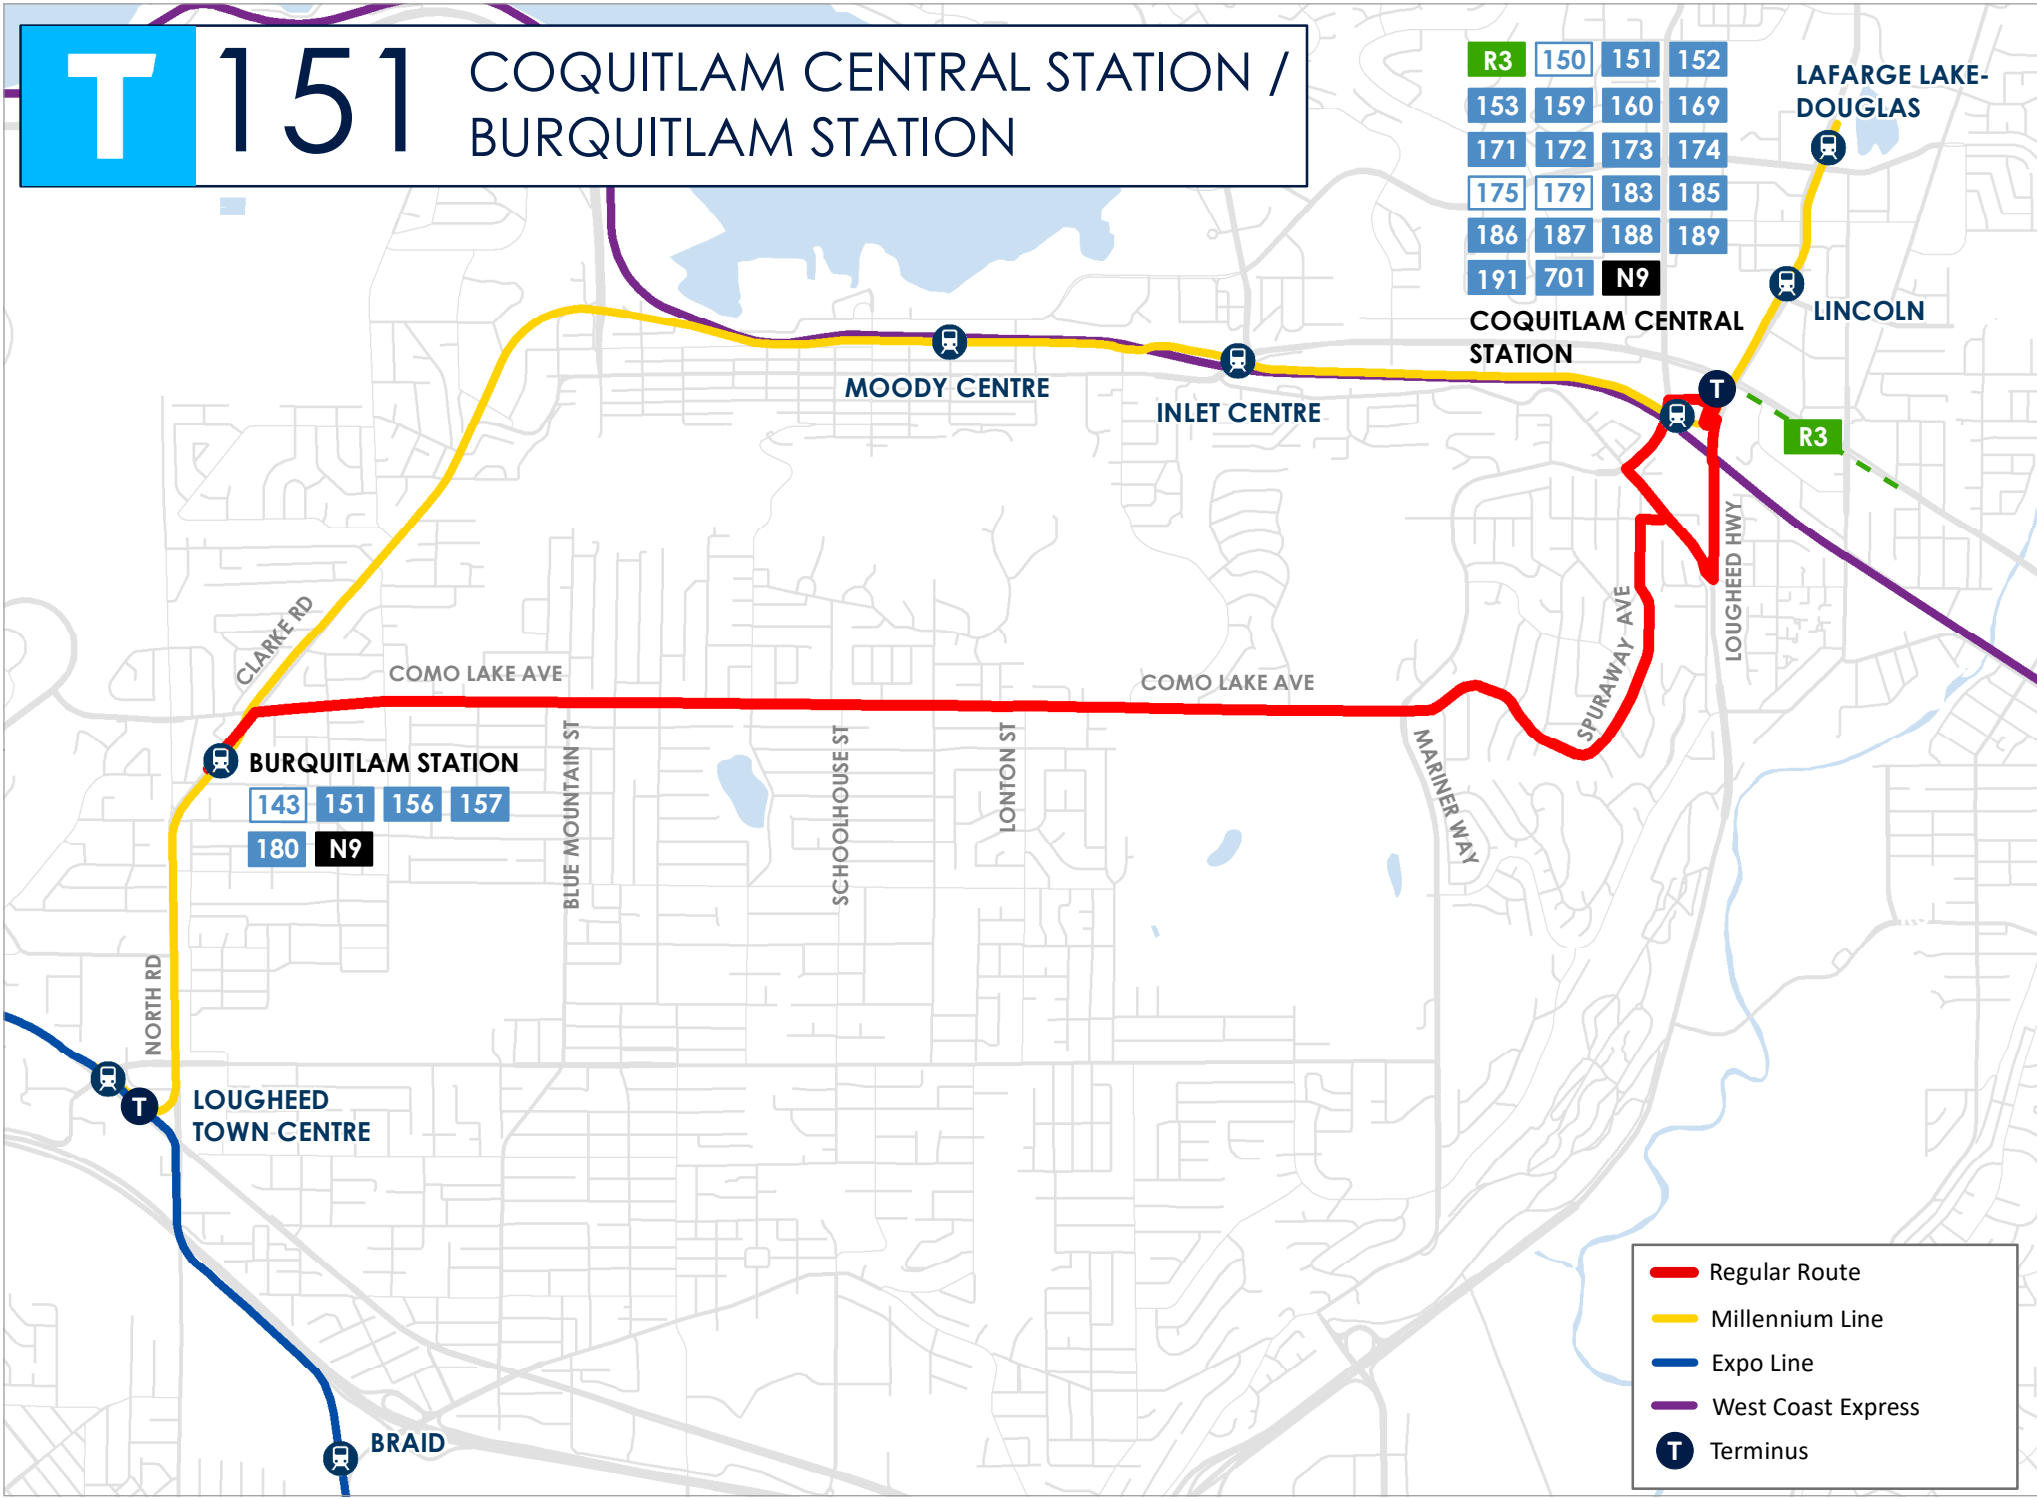 T 151 COQUITLAM CENTRAL STATION /
BURQUITLAM STATION
R3 150 151 152
153 159 160 169
171 172 173 174
175 179 183 185
186 187 188 189
191 701 N9
COQUITLAM CENTRAL
STATION
LAFARGE LAKE-
DOUGLAS
LINCOLN
T
R3
MOODY CENTRE
INLET CENTRE
LOUGHEED HWY
SPURAWAY AVE
CLARKE RD
COMO LAKE AVE
COMO LAKE AVE
BURQUITLAM STATION
143 151 156 157
180 N9
BLUE MOUNTAIN ST
SCHOOLHOUSE ST
LONTON ST
MARINER WAY
NORTH RD
T
LOUGHEED
TOWN CENTRE
BRAID
Regular Route
Millennium Line
Expo Line
West Coast Express
T Terminus